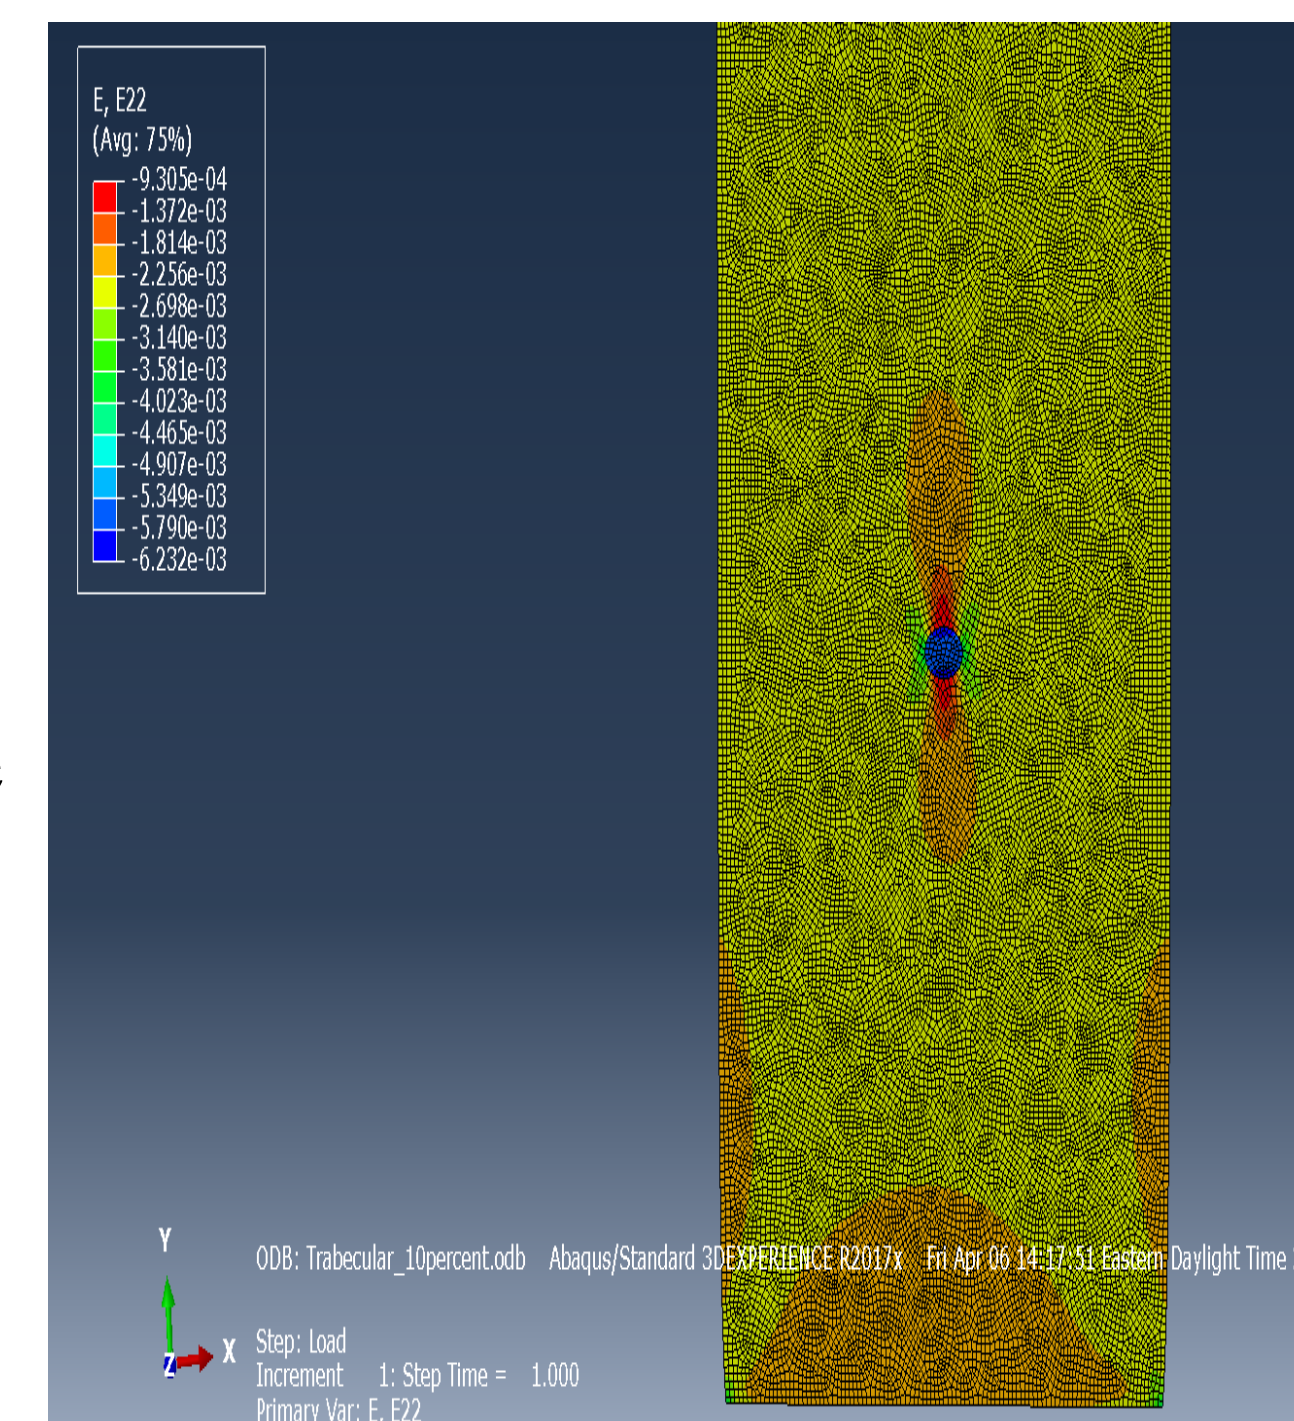 E, E22
(Avg: 75%)
-9.305e-04
-1.372e-03
-1.814e-03
-2.256e-03
-2.698e-03
-3.140e-03
-3.581e-03
-4.023e-03
-4.465e-03
-4.907e-03
-5.349e-03
-5.790e-03
-6.232e-03
Y
Z
X
ODB: Trabecular_10percent.odb Abaqus/Standard 3DEXPERIENCE R2017x Fri Apr 06 14:17:51 Eastern Daylight Time
Step: Load
Increment 1: Step Time = 1.000
Primary Var: E, E22